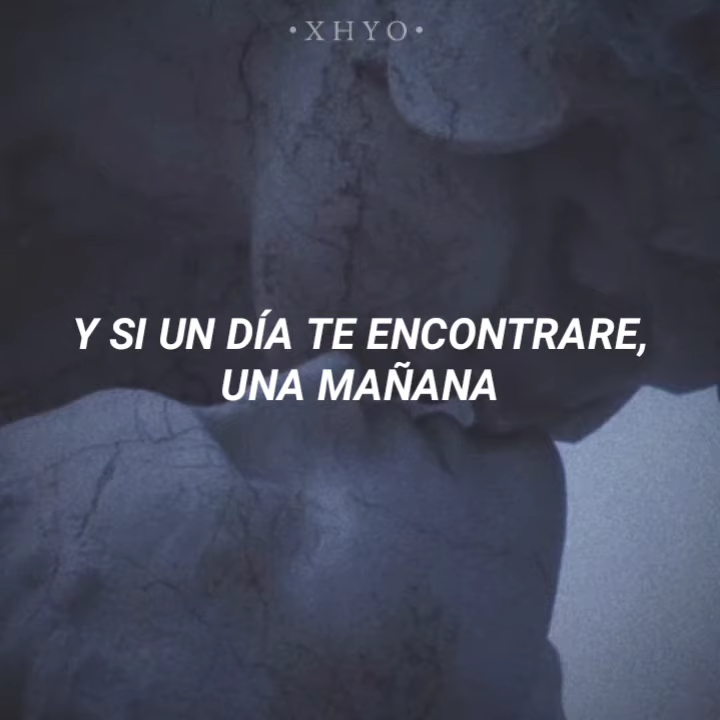 •XHYO•
Y SI UN DÍA TE ENCONTRARE,
UNA MAÑANA